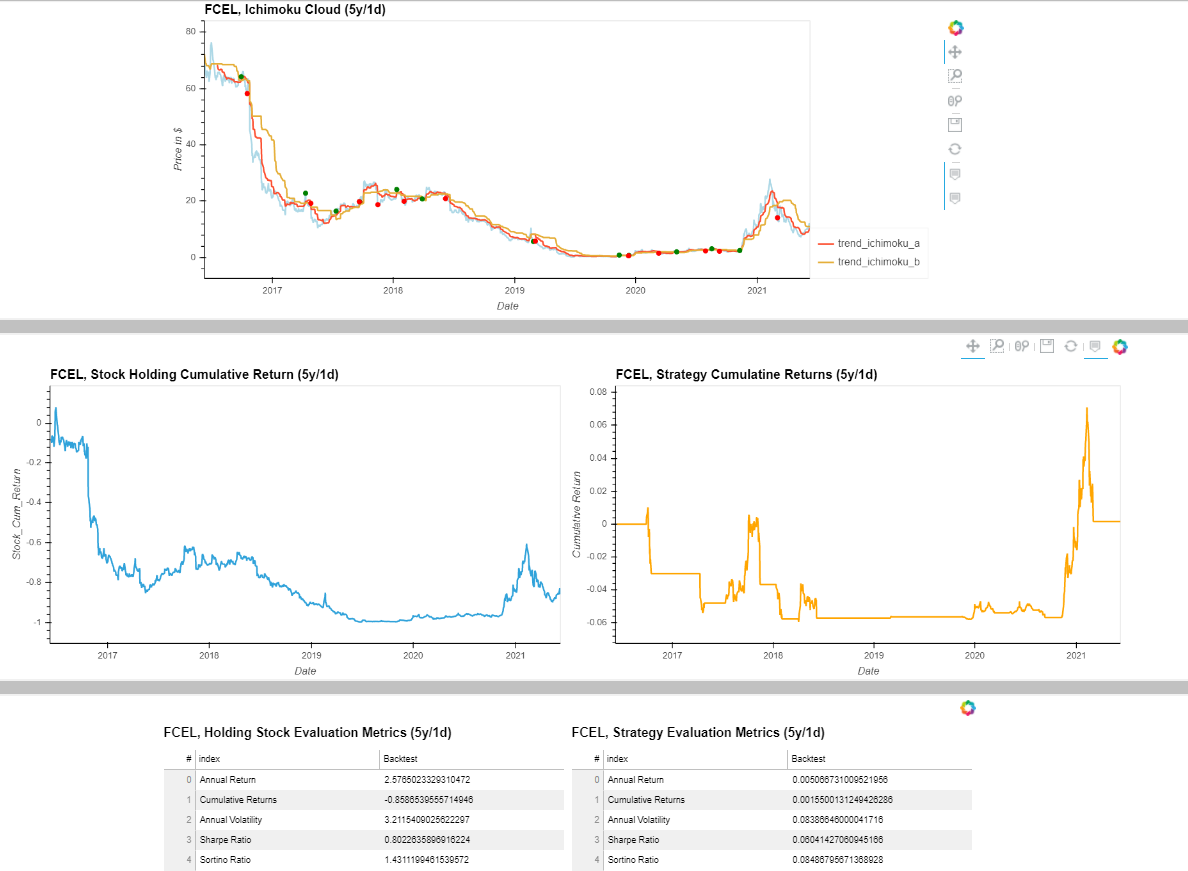 FCEL, Ichimoku Cloud (5y/1d)
80
60
40
20
0
Price in $
2017 2018 2019 2020 2021
Date
trend_ichimoku_a
trend_ichimoku_b
FCEL, Stock Holding Cumulative Return (5y/1d)
0
-0.2
-0.4
-0.6
-0.8
-1
Stock_Cum_Return
2017 2018 2019 2020 2021
Date
FCEL, Strategy Cumulatine Returns (5y/1d)
0.08
0.06
0.04
0.02
0
-0.02
-0.04
-0.06
Cumulative Return
2017 2018 2019 2020 2021
Date
FCEL, Holding Stock Evaluation Metrics (5y/1d)
# index Backtest
0 Annual Return 2.5765023329310472
1 Cumulative Returns -0.8586539555714946
2 Annual Volatility 3.2115409025622297
3 Sharpe Ratio 0.8022635896916224
4 Sortino Ratio 1.4311199461539572
FCEL, Strategy Evaluation Metrics (5y/1d)
# index Backtest
0 Annual Return 0.005066731009521956
1 Cumulative Returns 0.0015500131249426286
2 Annual Volatility 0.08386646000041716
3 Sharpe Ratio 0.06041427060945166
4 Sortino Ratio 0.08486795671368928